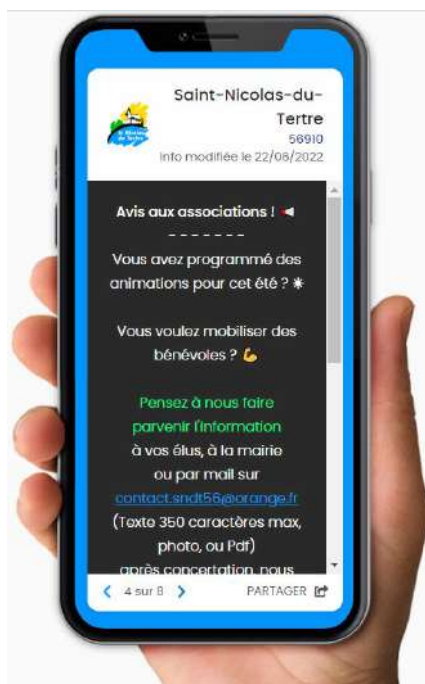 Saint-Nicolas-du-
Tertre
56910
Info modifiée le 22/06/2022
Avis aux associations ! 📢
- - - - - - -
Vous avez programmé des
animations pour cet été ? ☀
Vous voulez mobiliser des
bénévoles ? 💪
Pensez à nous faire
parvenir l'information
à vos élus, à la mairie
ou par mail sur
contact.sndt56@orange.fr
(Texte 350 caractères max,
photo, ou Pdf)
après concertation, nous
4 sur 8
PARTAGER